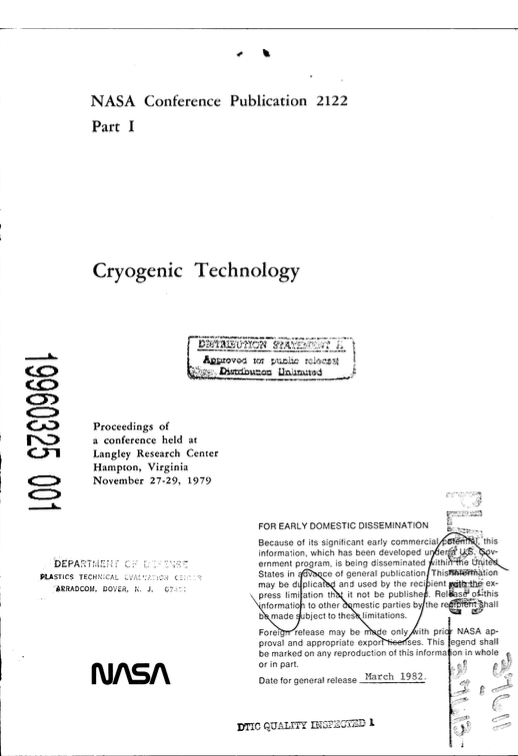 NASA Conference Publication 2122
Part I
Cryogenic Technology
DISTRIBUTION STATEMENT A
Approved for public release;
Distribution Unlimited
19960325 001
Proceedings of
a conference held at
Langley Research Center
Hampton, Virginia
November 27-29, 1979
DEPARTMENT OF DEFENSE
PLASTICS TECHNICAL EVALUATION CENTER
ARRADCOM, DOVER, N. J.
FOR EARLY DOMESTIC DISSEMINATION
Because of its significant early commercial potential, this
information, which has been developed under a U.S. Gov-
ernment program, is being disseminated within the United
States in advance of general publication. This information
may be duplicated and used by the recipient with the ex-
press limitation that it not be published. Release of this
information to other domestic parties by the recipient shall
be made subject to these limitations.
Foreign release may be made only with prior NASA ap-
proval and appropriate export licenses. This legend shall
be marked on any reproduction of this information in whole
or in part.
Date for general release March 1982.
NASA
DTIC QUALITY INSPECTED 1